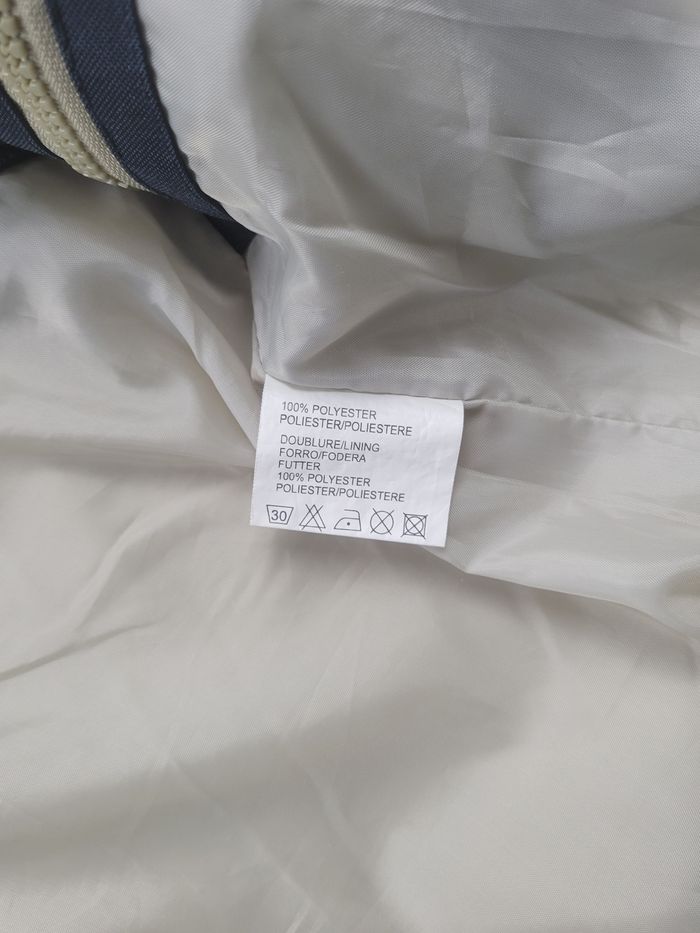 100% POLYESTER
POLIESTER/POLIESTERE
DOUBLURE/LINING
FORRO/FODERA
FUTTER
100% POLYESTER
POLIESTER/POLIESTERE
30